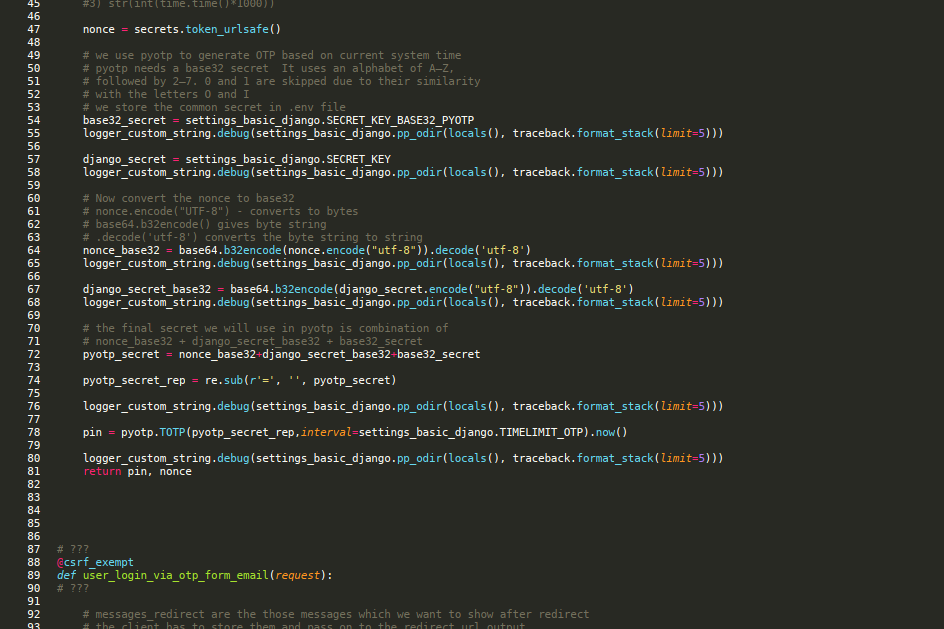 45 #3) str(int(time.time()*1000))
46
47 nonce = secrets.token_urlsafe()
48
49 # we use pyotp to generate OTP based on current system time
50 # pyotp needs a base32 secret  It uses an alphabet of A–Z,
51 # followed by 2–7. 0 and 1 are skipped due to their similarity
52 # with the letters O and I
53 # we store the common secret in .env file
54 base32_secret = settings_basic_django.SECRET_KEY_BASE32_PYOTP
55 logger_custom_string.debug(settings_basic_django.pp_odir(locals(), traceback.format_stack(limit=5)))
56
57 django_secret = settings_basic_django.SECRET_KEY
58 logger_custom_string.debug(settings_basic_django.pp_odir(locals(), traceback.format_stack(limit=5)))
59
60 # Now convert the nonce to base32
61 # nonce.encode("UTF-8") - converts to bytes
62 # base64.b32encode() gives byte string
63 # .decode('utf-8') converts the byte string to string
64 nonce_base32 = base64.b32encode(nonce.encode("utf-8")).decode('utf-8')
65 logger_custom_string.debug(settings_basic_django.pp_odir(locals(), traceback.format_stack(limit=5)))
66
67 django_secret_base32 = base64.b32encode(django_secret.encode("utf-8")).decode('utf-8')
68 logger_custom_string.debug(settings_basic_django.pp_odir(locals(), traceback.format_stack(limit=5)))
69
70 # the final secret we will use in pyotp is combination of
71 # nonce_base32 + django_secret_base32 + base32_secret
72 pyotp_secret = nonce_base32+django_secret_base32+base32_secret
73
74 pyotp_secret_rep = re.sub(r'=', '', pyotp_secret)
75
76 logger_custom_string.debug(settings_basic_django.pp_odir(locals(), traceback.format_stack(limit=5)))
77
78 pin = pyotp.TOTP(pyotp_secret_rep,interval=settings_basic_django.TIMELIMIT_OTP).now()
79
80 logger_custom_string.debug(settings_basic_django.pp_odir(locals(), traceback.format_stack(limit=5)))
81 return pin, nonce
82
83
84
85
86
87 # ???
88 @csrf_exempt
89 def user_login_via_otp_form_email(request):
90 # ???
91
92 # messages_redirect are the those messages which we want to show after redirect
93 # the client has to store them and pass on to the redirect url output